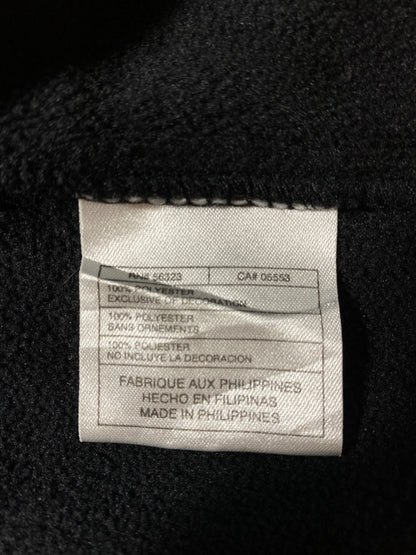 RN# 56323 CA# 05553
100% POLYESTER
EXCLUSIVE OF DECORATION
100% POLYESTER
SANS ORNEMENTS
100% POLIESTER
NO INCLUYE LA DECORACION
FABRIQUE AUX PHILIPPINES
HECHO EN FILIPINAS
MADE IN PHILIPPINES